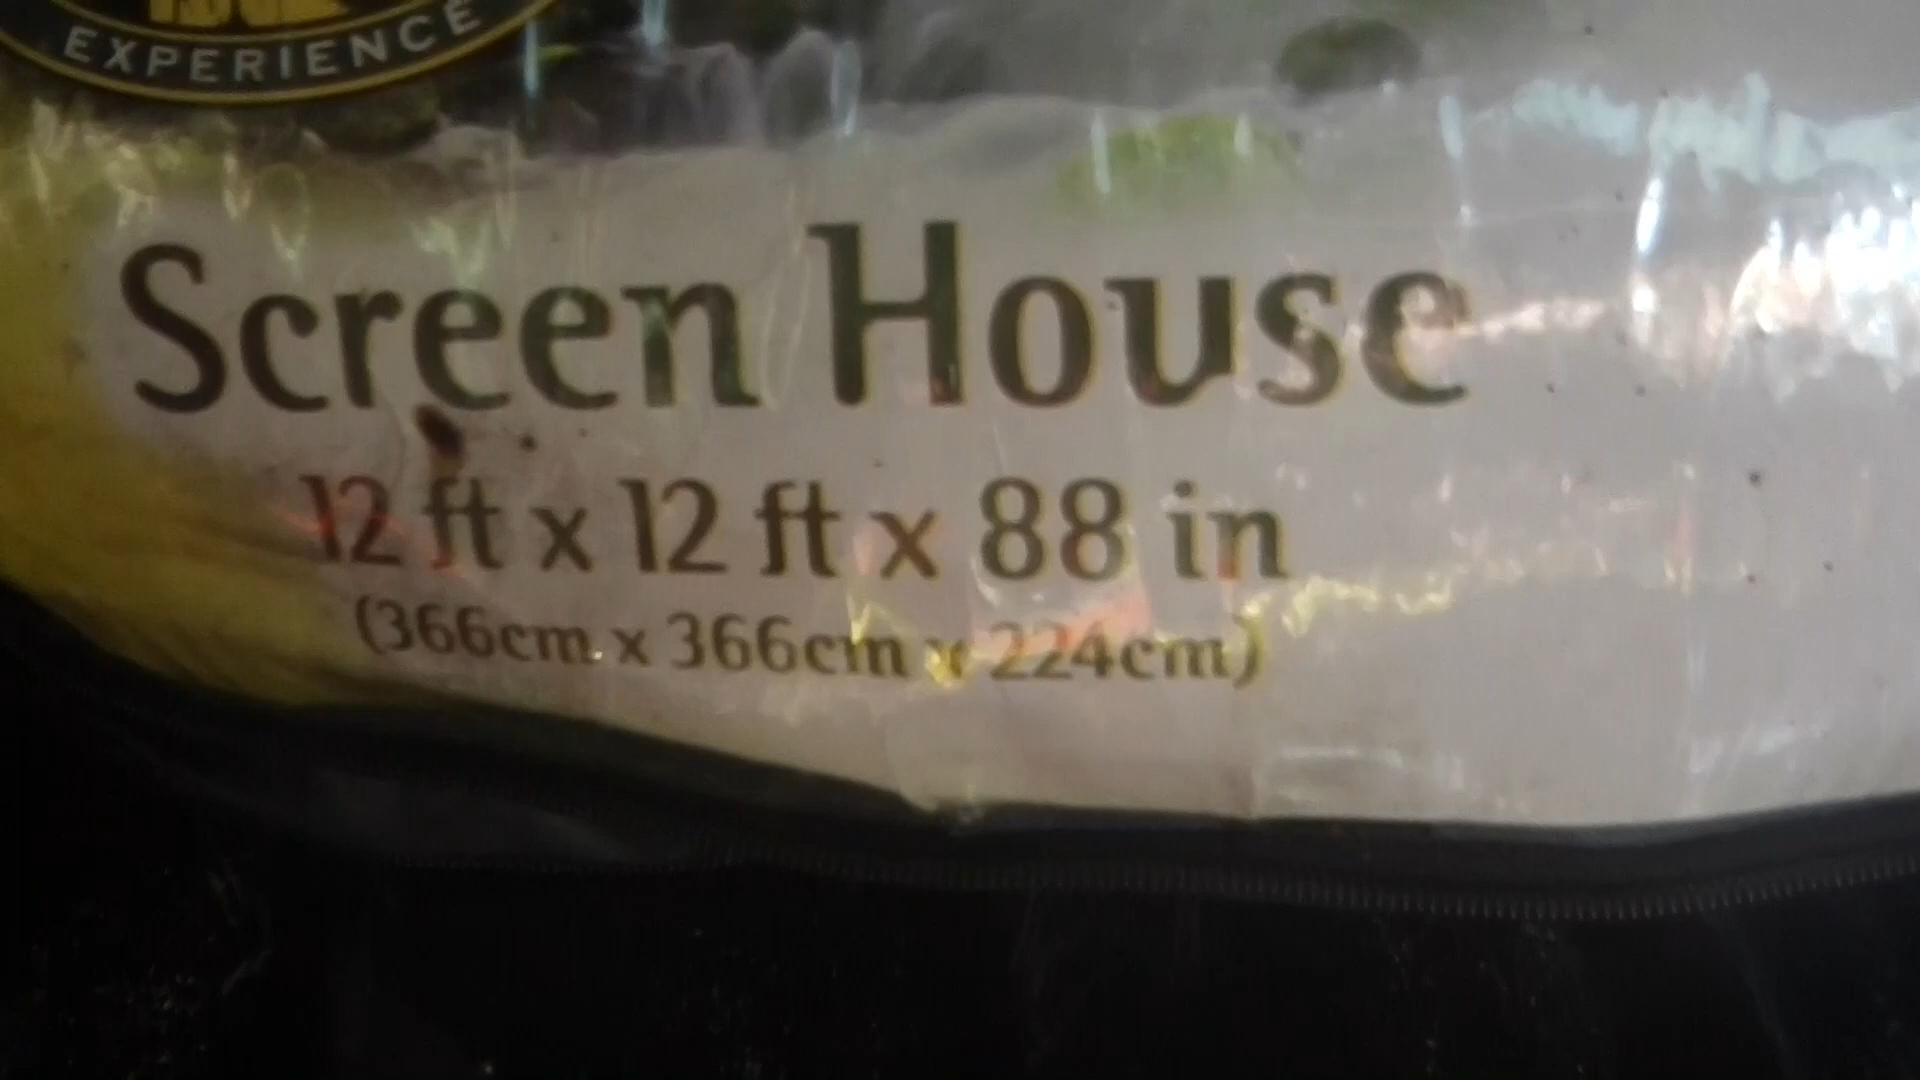 EXPERIENCE
Screen House
12 ft x 12 ft x 88 in
(366cm x 366cm x 224cm)